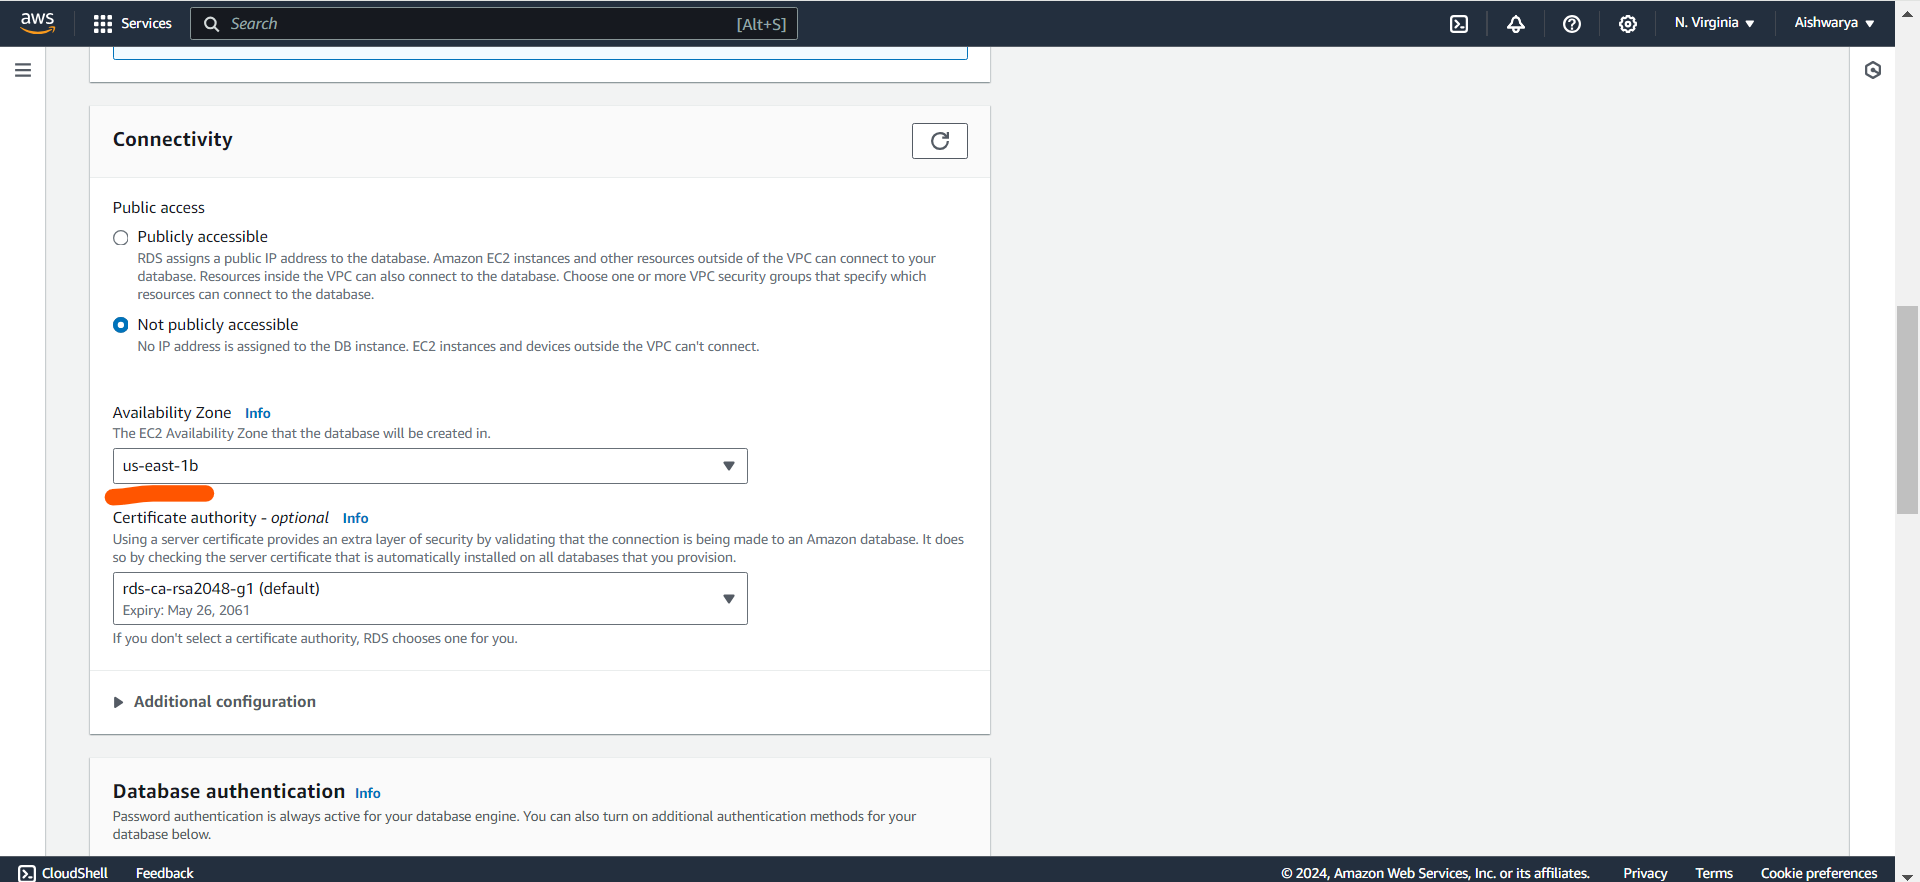 aws
Services
Search [Alt+S]
N. Virginia
Aishwarya
Connectivity
Public access
Publicly accessible
RDS assigns a public IP address to the database. Amazon EC2 instances and other resources outside of the VPC can connect to your
database. Resources inside the VPC can also connect to the database. Choose one or more VPC security groups that specify which
resources can connect to the database.
Not publicly accessible
No IP address is assigned to the DB instance. EC2 instances and devices outside the VPC can't connect.
Availability Zone Info
The EC2 Availability Zone that the database will be created in.
us-east-1b
Certificate authority - optional Info
Using a server certificate provides an extra layer of security by validating that the connection is being made to an Amazon database. It does
so by checking the server certificate that is automatically installed on all databases that you provision.
rds-ca-rsa2048-g1 (default)
Expiry: May 26, 2061
If you don't select a certificate authority, RDS chooses one for you.
Additional configuration
Database authentication Info
Password authentication is always active for your database engine. You can also turn on additional authentication methods for your
database below.
CloudShell
Feedback
© 2024, Amazon Web Services, Inc. or its affiliates.
Privacy
Terms
Cookie preferences